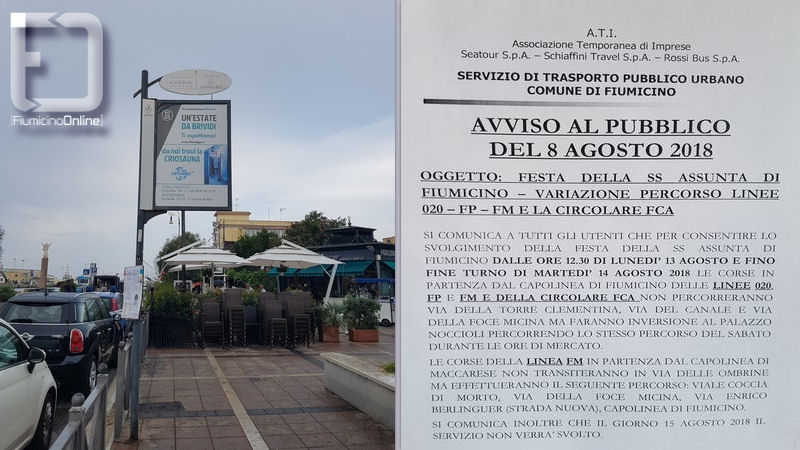 FiumicinoOnline
UN'ESTATE
DA BRIVIDI
Ti aspettiamo!
da noi trovi la
CRIOSAUNA
A.T.I.
Associazione Temporanea di Imprese
Seatour S.p.A. – Schiaffini Travel S.p.A. – Rossi Bus S.p.A.
SERVIZIO DI TRASPORTO PUBBLICO URBANO
COMUNE DI FIUMICINO
AVVISO AL PUBBLICO
DEL 8 AGOSTO 2018
OGGETTO: FESTA DELLA SS ASSUNTA DI
FIUMICINO – VARIAZIONE PERCORSO LINEE
020 – FP – FM E LA CIRCOLARE FCA
SI COMUNICA A TUTTI GLI UTENTI CHE PER CONSENTIRE LO
SVOLGIMENTO DELLA FESTA DELLA SS ASSUNTA DI
FIUMICINO DALLE ORE 12.30 DI LUNEDI' 13 AGOSTO E FINO
FINE TURNO DI MARTEDI' 14 AGOSTO 2018 LE CORSE IN
PARTENZA DAL CAPOLINEA DI FIUMICINO DELLE LINEE 020,
FP E FM E DELLA CIRCOLARE FCA NON PERCORRERANNO
VIA DELLA TORRE CLEMENTINA, VIA DEL CANALE E VIA
DELLA FOCE MICINA MA FARANNO INVERSIONE AL PALAZZO
NOCCIOLI PERCORRENDO LO STESSO PERCORSO DEL SABATO
DURANTE LE ORE DI MERCATO.
LE CORSE DELLA LINEA FM IN PARTENZA DAL CAPOLINEA DI
MACCARESE NON TRANSITERANNO IN VIA DELLE OMBRINE
MA EFFETTUERANNO IL SEGUENTE PERCORSO: VIALE COCCIA
DI MORTO, VIA DELLA FOCE MICINA, VIA ENRICO
BERLINGUER (STRADA NUOVA), CAPOLINEA DI FIUMICINO.
SI COMUNICA INOLTRE CHE IL GIORNO 15 AGOSTO 2018 IL
SERVIZIO NON VERRA' SVOLTO.